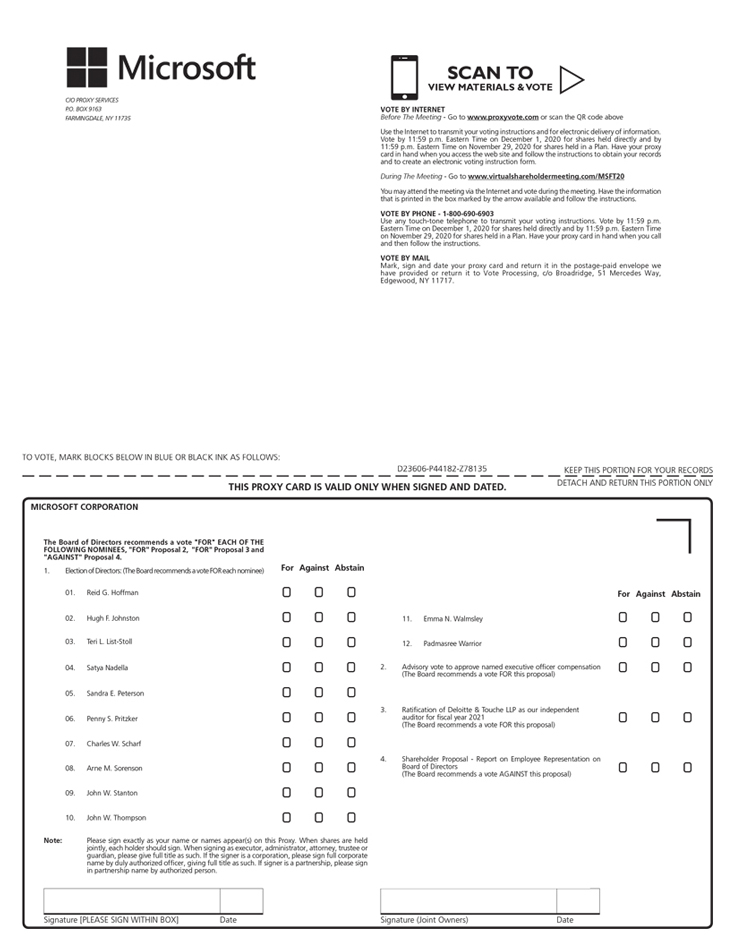 Microsoft
C/O PROXY SERVICES
P.O. BOX 9163
FARMINGDALE, NY 11735
SCAN TO
VIEW MATERIALS & VOTE
VOTE BY INTERNET
Before The Meeting - Go to www.proxyvote.com or scan the QR code above
Use the Internet to transmit your voting instructions and for electronic delivery of information.
Vote by 11:59 p.m. Eastern Time on December 1, 2020 for shares held directly and by
11:59 p.m. Eastern Time on November 29, 2020 for shares held in a Plan. Have your proxy
card in hand when you access the web site and follow the instructions to obtain your records
and to create an electronic voting instruction form.
During The Meeting - Go to www.virtualshareholdermeeting.com/MSFT20
You may attend the meeting via the Internet and vote during the meeting. Have the information
that is printed in the box marked by the arrow available and follow the instructions.
VOTE BY PHONE - 1-800-690-6903
Use any touch-tone telephone to transmit your voting instructions. Vote by 11:59 p.m.
Eastern Time on December 1, 2020 for shares held directly and by 11:59 p.m. Eastern Time
on November 29, 2020 for shares held in a Plan. Have your proxy card in hand when you call
and then follow the instructions.
VOTE BY MAIL
Mark, sign and date your proxy card and return it in the postage-paid envelope we
have provided or return it to Vote Processing, c/o Broadridge, 51 Mercedes Way,
Edgewood, NY 11717.
TO VOTE, MARK BLOCKS BELOW IN BLUE OR BLACK INK AS FOLLOWS:
D23606-P44182-Z78135
KEEP THIS PORTION FOR YOUR RECORDS
DETACH AND RETURN THIS PORTION ONLY
THIS PROXY CARD IS VALID ONLY WHEN SIGNED AND DATED.
MICROSOFT CORPORATION
The Board of Directors recommends a vote "FOR" EACH OF THE
FOLLOWING NOMINEES, "FOR" Proposal 2, "FOR" Proposal 3 and
"AGAINST" Proposal 4.
1. Election of Directors: (The Board recommends a vote FOR each nominee)
For Against Abstain
01. Reid G. Hoffman
02. Hugh F. Johnston
03. Teri L. List-Stoll
04. Satya Nadella
05. Sandra E. Peterson
06. Penny S. Pritzker
07. Charles W. Scharf
08. Arne M. Sorenson
09. John W. Stanton
10. John W. Thompson
For Against Abstain
11. Emma N. Walmsley
12. Padmasree Warrior
2. Advisory vote to approve named executive officer compensation
(The Board recommends a vote FOR this proposal)
3. Ratification of Deloitte & Touche LLP as our independent
auditor for fiscal year 2021
(The Board recommends a vote FOR this proposal)
4. Shareholder Proposal - Report on Employee Representation on
Board of Directors
(The Board recommends a vote AGAINST this proposal)
Note: Please sign exactly as your name or names appear(s) on this Proxy. When shares are held
jointly, each holder should sign. When signing as executor, administrator, attorney, trustee or
guardian, please give full title as such. If the signer is a corporation, please sign full corporate
name by duly authorized officer, giving full title as such. If signer is a partnership, please sign
in partnership name by authorized person.
Signature [PLEASE SIGN WITHIN BOX] Date
Signature (Joint Owners) Date